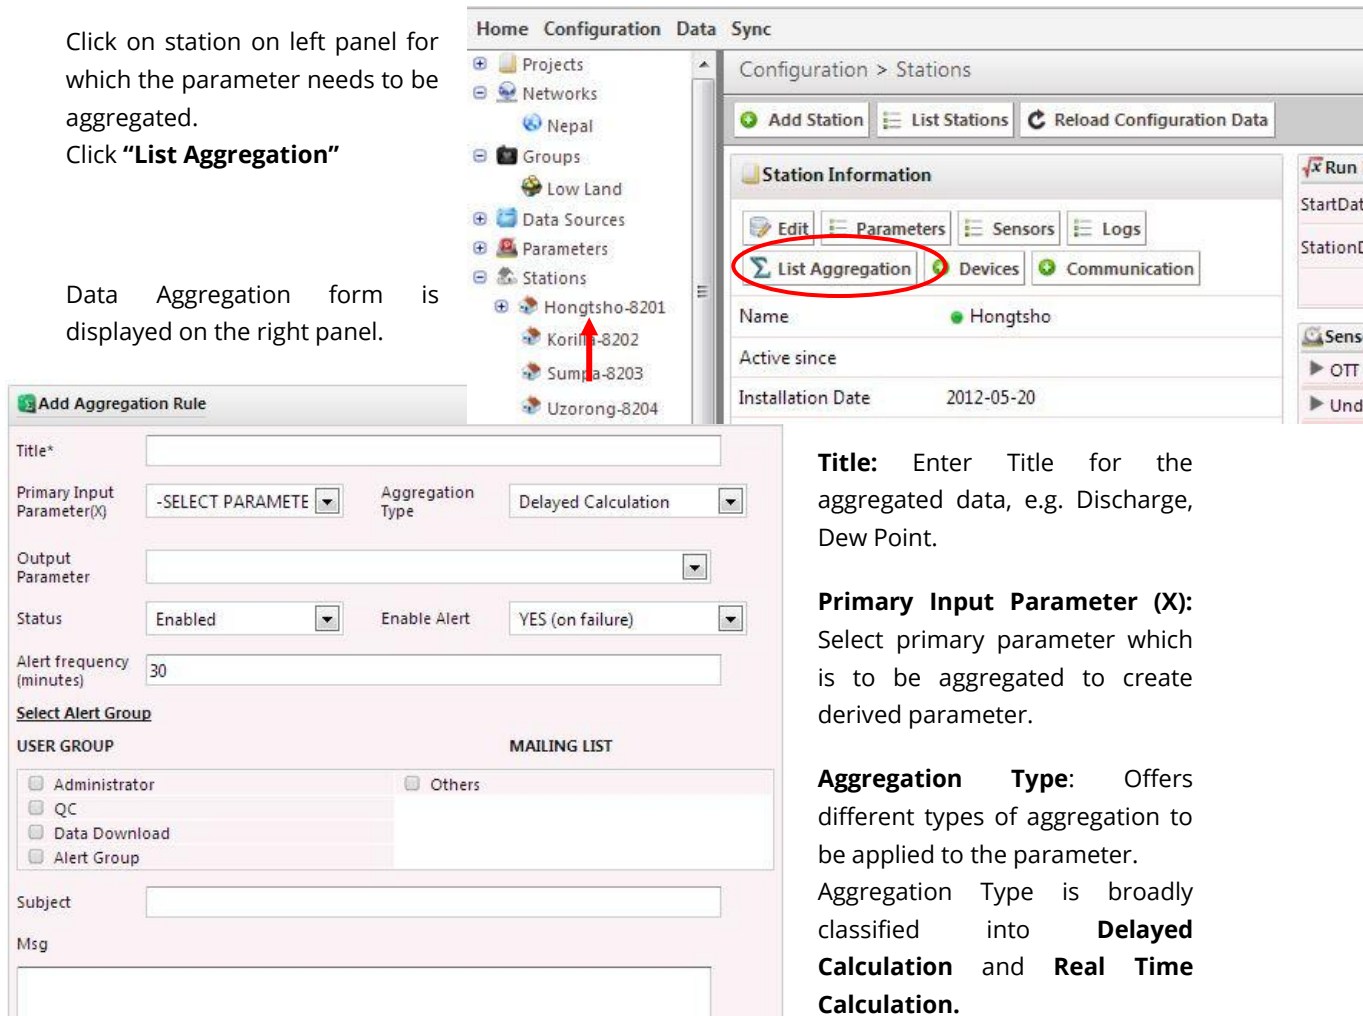 Click on station on left panel for
which the parameter needs to be
aggregated.
Click “List Aggregation”
Data Aggregation form is
displayed on the right panel.
Home Configuration Data Sync
Projects
Networks
Nepal
Groups
Low Land
Data Sources
Parameters
Stations
Hongtsho-8201
Korilla-8202
Sumpa-8203
Uzorong-8204
Configuration > Stations
Add Station List Stations Reload Configuration Data
Station Information
Edit Parameters Sensors Logs
List Aggregation Devices Communication
Name Hongtsho
Active since
Installation Date 2012-05-20
√x Run
StartDat
StationD
Sens
OTT
Und
Add Aggregation Rule
Title*
Primary Input
Parameter(X)
-SELECT PARAMETE
Aggregation
Type
Delayed Calculation
Output
Parameter
Status Enabled Enable Alert YES (on failure)
Alert frequency
(minutes)
30
Select Alert Group
USER GROUP MAILING LIST
Administrator Others
QC
Data Download
Alert Group
Subject
Msg
Title: Enter Title for the
aggregated data, e.g. Discharge,
Dew Point.
Primary Input Parameter (X):
Select primary parameter which
is to be aggregated to create
derived parameter.
Aggregation Type: Offers
different types of aggregation to
be applied to the parameter.
Aggregation Type is broadly
classified into Delayed
Calculation and Real Time
Calculation.